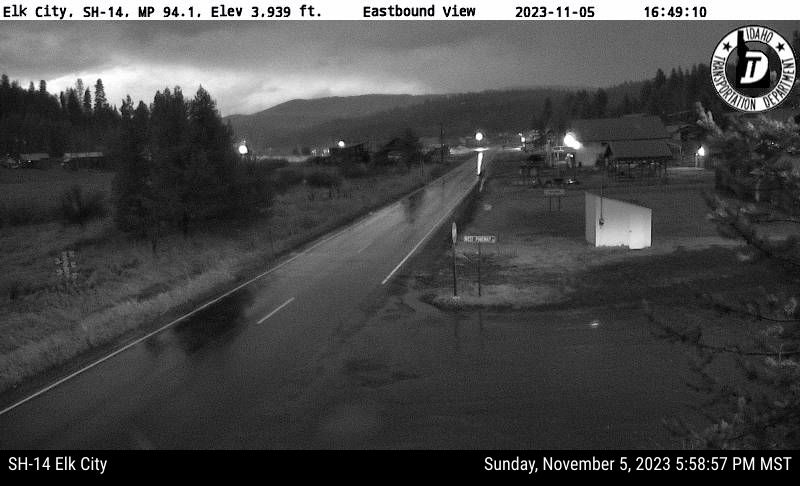 Elk City, SH-14, MP 94.1, Elev 3,939 ft. Eastbound View 2023-11-05 16:49:10
IDAHO
TRANSPORTATION DEPARTMENT
SH-14 Elk City
Sunday, November 5, 2023 5:58:57 PM MST